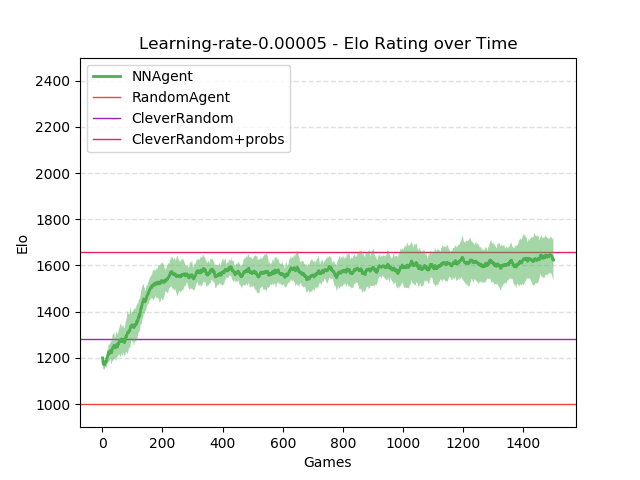 Learning-rate-0.00005 - Elo Rating over Time
NNAgent
RandomAgent
CleverRandom
CleverRandom+probs
Elo
2400
2200
2000
1800
1600
1400
1200
1000
0 200 400 600 800 1000 1200 1400
Games